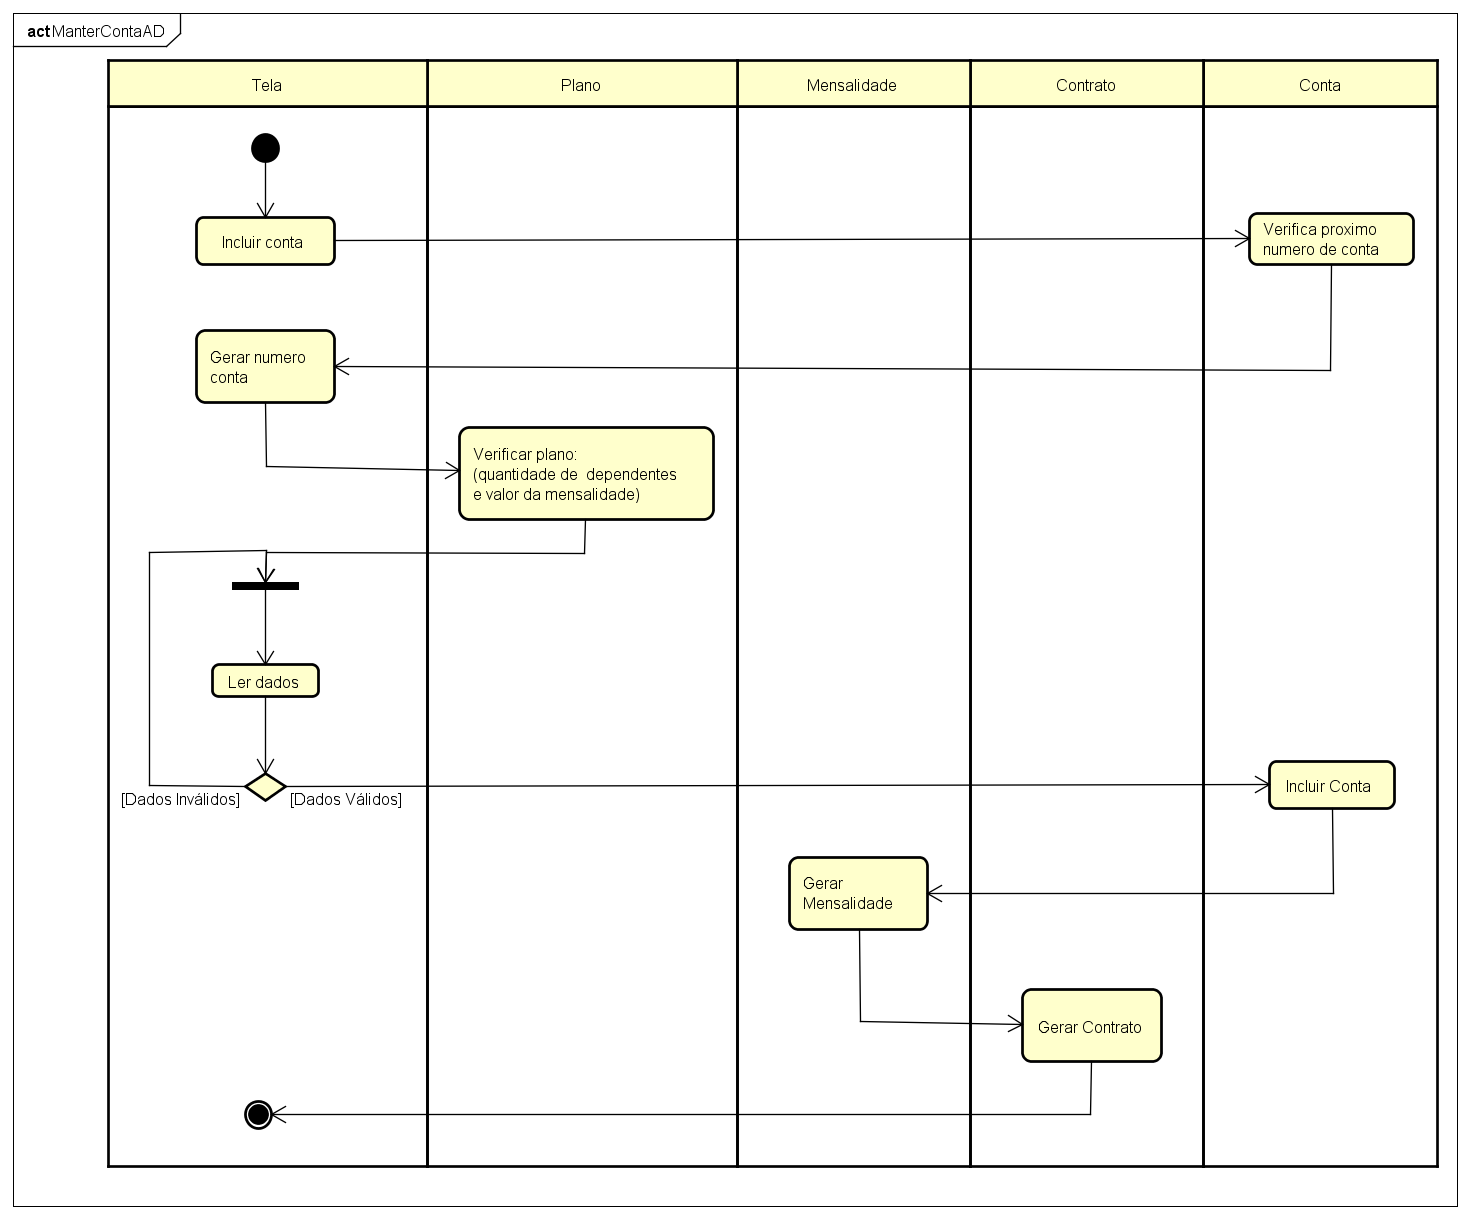 act ManterContaAD
Tela
Plano
Mensalidade
Contrato
Conta
Incluir conta
Verifica proximo
numero de conta
Gerar numero
conta
Verificar plano:
(quantidade de  dependentes
e valor da mensalidade)
Ler dados
[Dados Inválidos]
[Dados Válidos]
Incluir Conta
Gerar
Mensalidade
Gerar Contrato